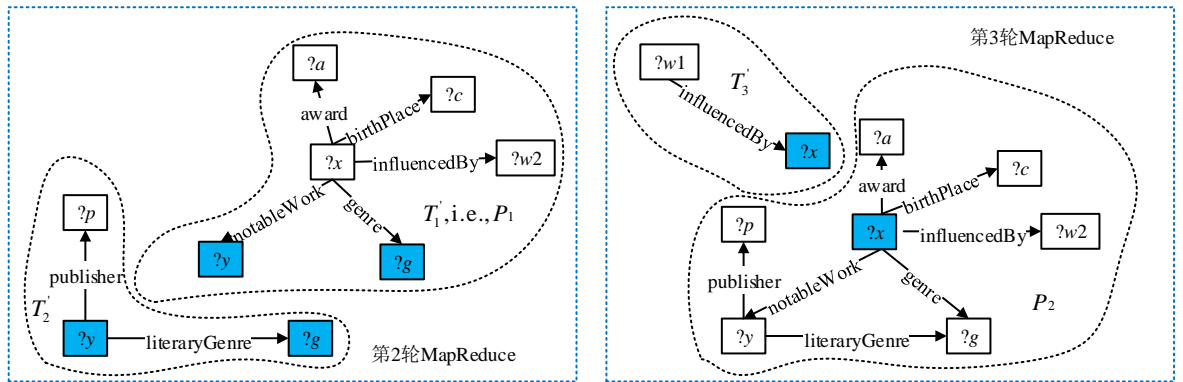 ?a
?c
award
birthPlace
?x
influencedBy
?w2
notableWork
genre
T₁', i.e., P₁
?y
?g
?p
publisher
T₂'
?y
literaryGenre
?g
第2轮MapReduce
第3轮MapReduce
?w1
T₃'
influencedBy
?x
?a
?c
award
birthPlace
?x
influencedBy
?w2
?p
publisher
notableWork
genre
P₂
?y
literaryGenre
?g